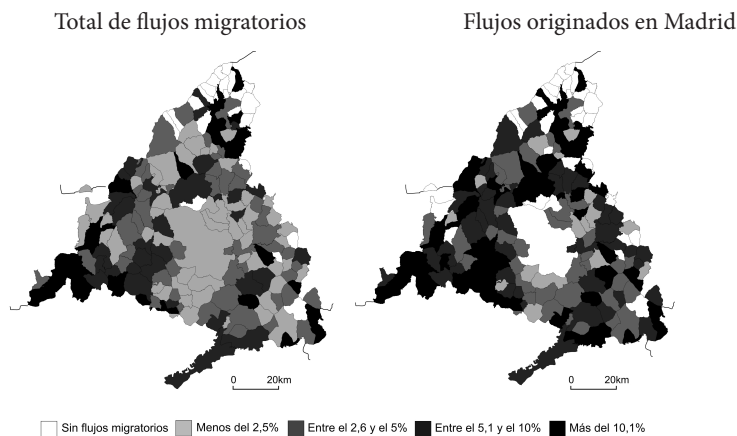 Total de flujos migratorios
Flujos originados en Madrid
0 20km
0 20km
Sin flujos migratorios
Menos del 2,5%
Entre el 2,6 y el 5%
Entre el 5,1 y el 10%
Más del 10,1%